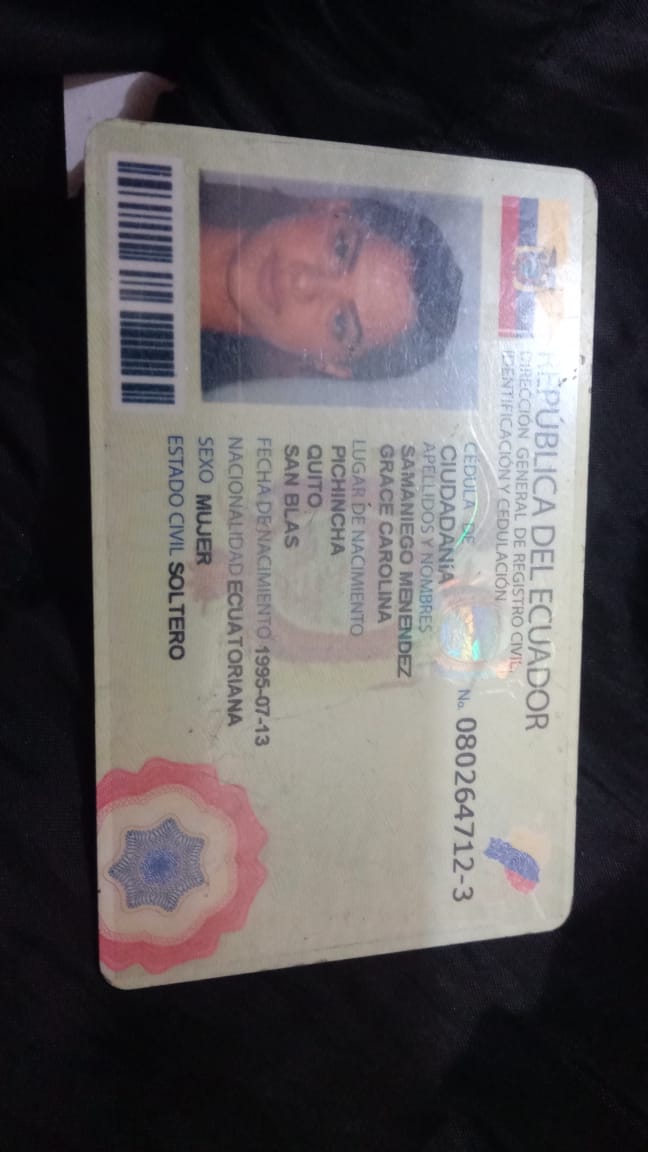 REPÚBLICA DEL ECUADOR
DIRECCIÓN GENERAL DE REGISTRO CIVIL,
IDENTIFICACIÓN Y CEDULACIÓN
CÉDULA DE
CIUDADANÍA
No. 080264712-3
APELLIDOS Y NOMBRES
SAMANIEGO MENENDEZ
GRACE CAROLINA
LUGAR DE NACIMIENTO
PICHINCHA
QUITO
SAN BLAS
FECHA DE NACIMIENTO 1995-07-13
NACIONALIDAD ECUATORIANA
SEXO MUJER
ESTADO CIVIL SOLTERO